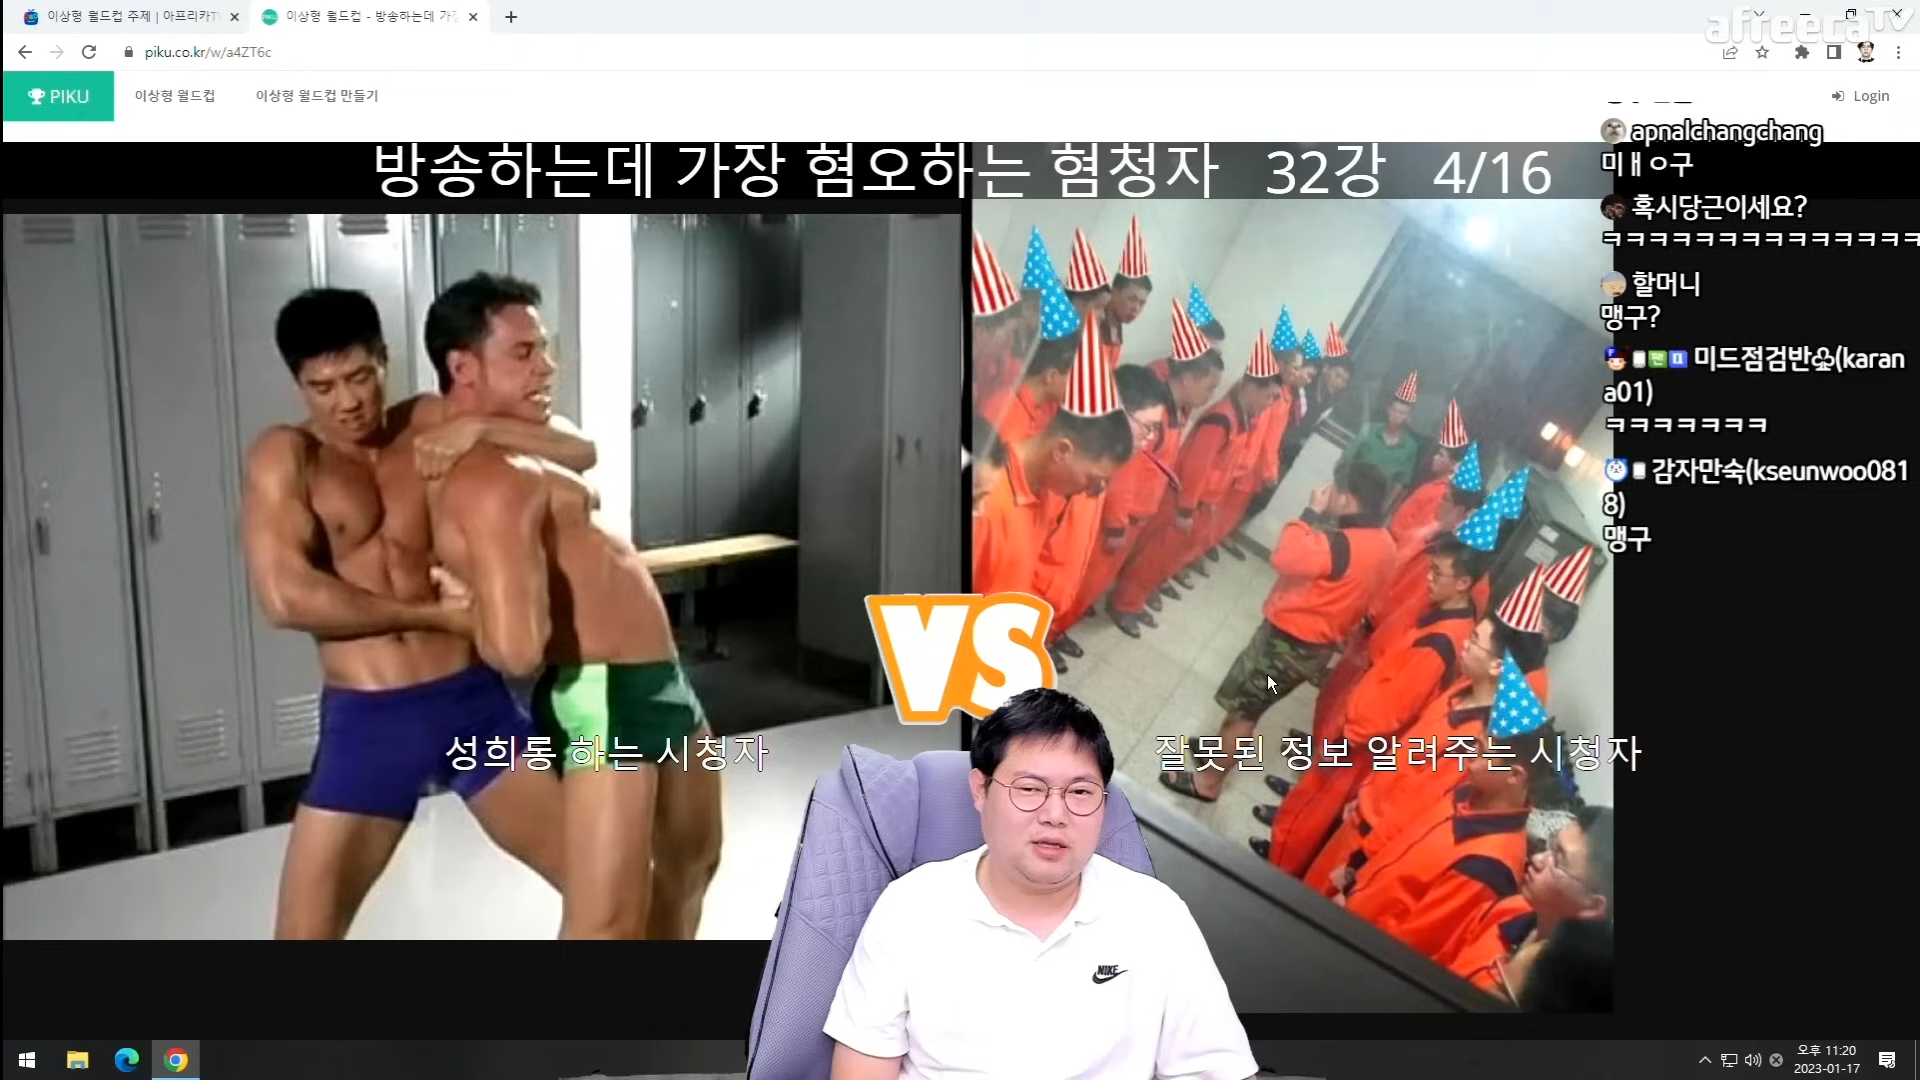 이상형 월드컵 주제 | 아프리카T
이상형 월드컵 - 방송하는데 가장
afreecaTV
piku.co.kr/w/a4ZT6c
PIKU
이상형 월드컵
이상형 월드컵 만들기
Login
방송하는데 가장 혐오하는 혐청자 32강 4/16
apnalchangchang
미ㅐㅇ구
혹시당근이세요?
ㅋㅋㅋㅋㅋㅋㅋㅋㅋㅋㅋㅋㅋㅋ
할머니
맹구?
팬 미드점검반♧(karan
a01)
ㅋㅋㅋㅋㅋㅋㅋ
감자만숙(kseunwoo081
8)
맹구
VS
성희롱 하는 시청자
잘못된 정보 알려주는 시청자
NIKE
오후 11:20
2023-01-17